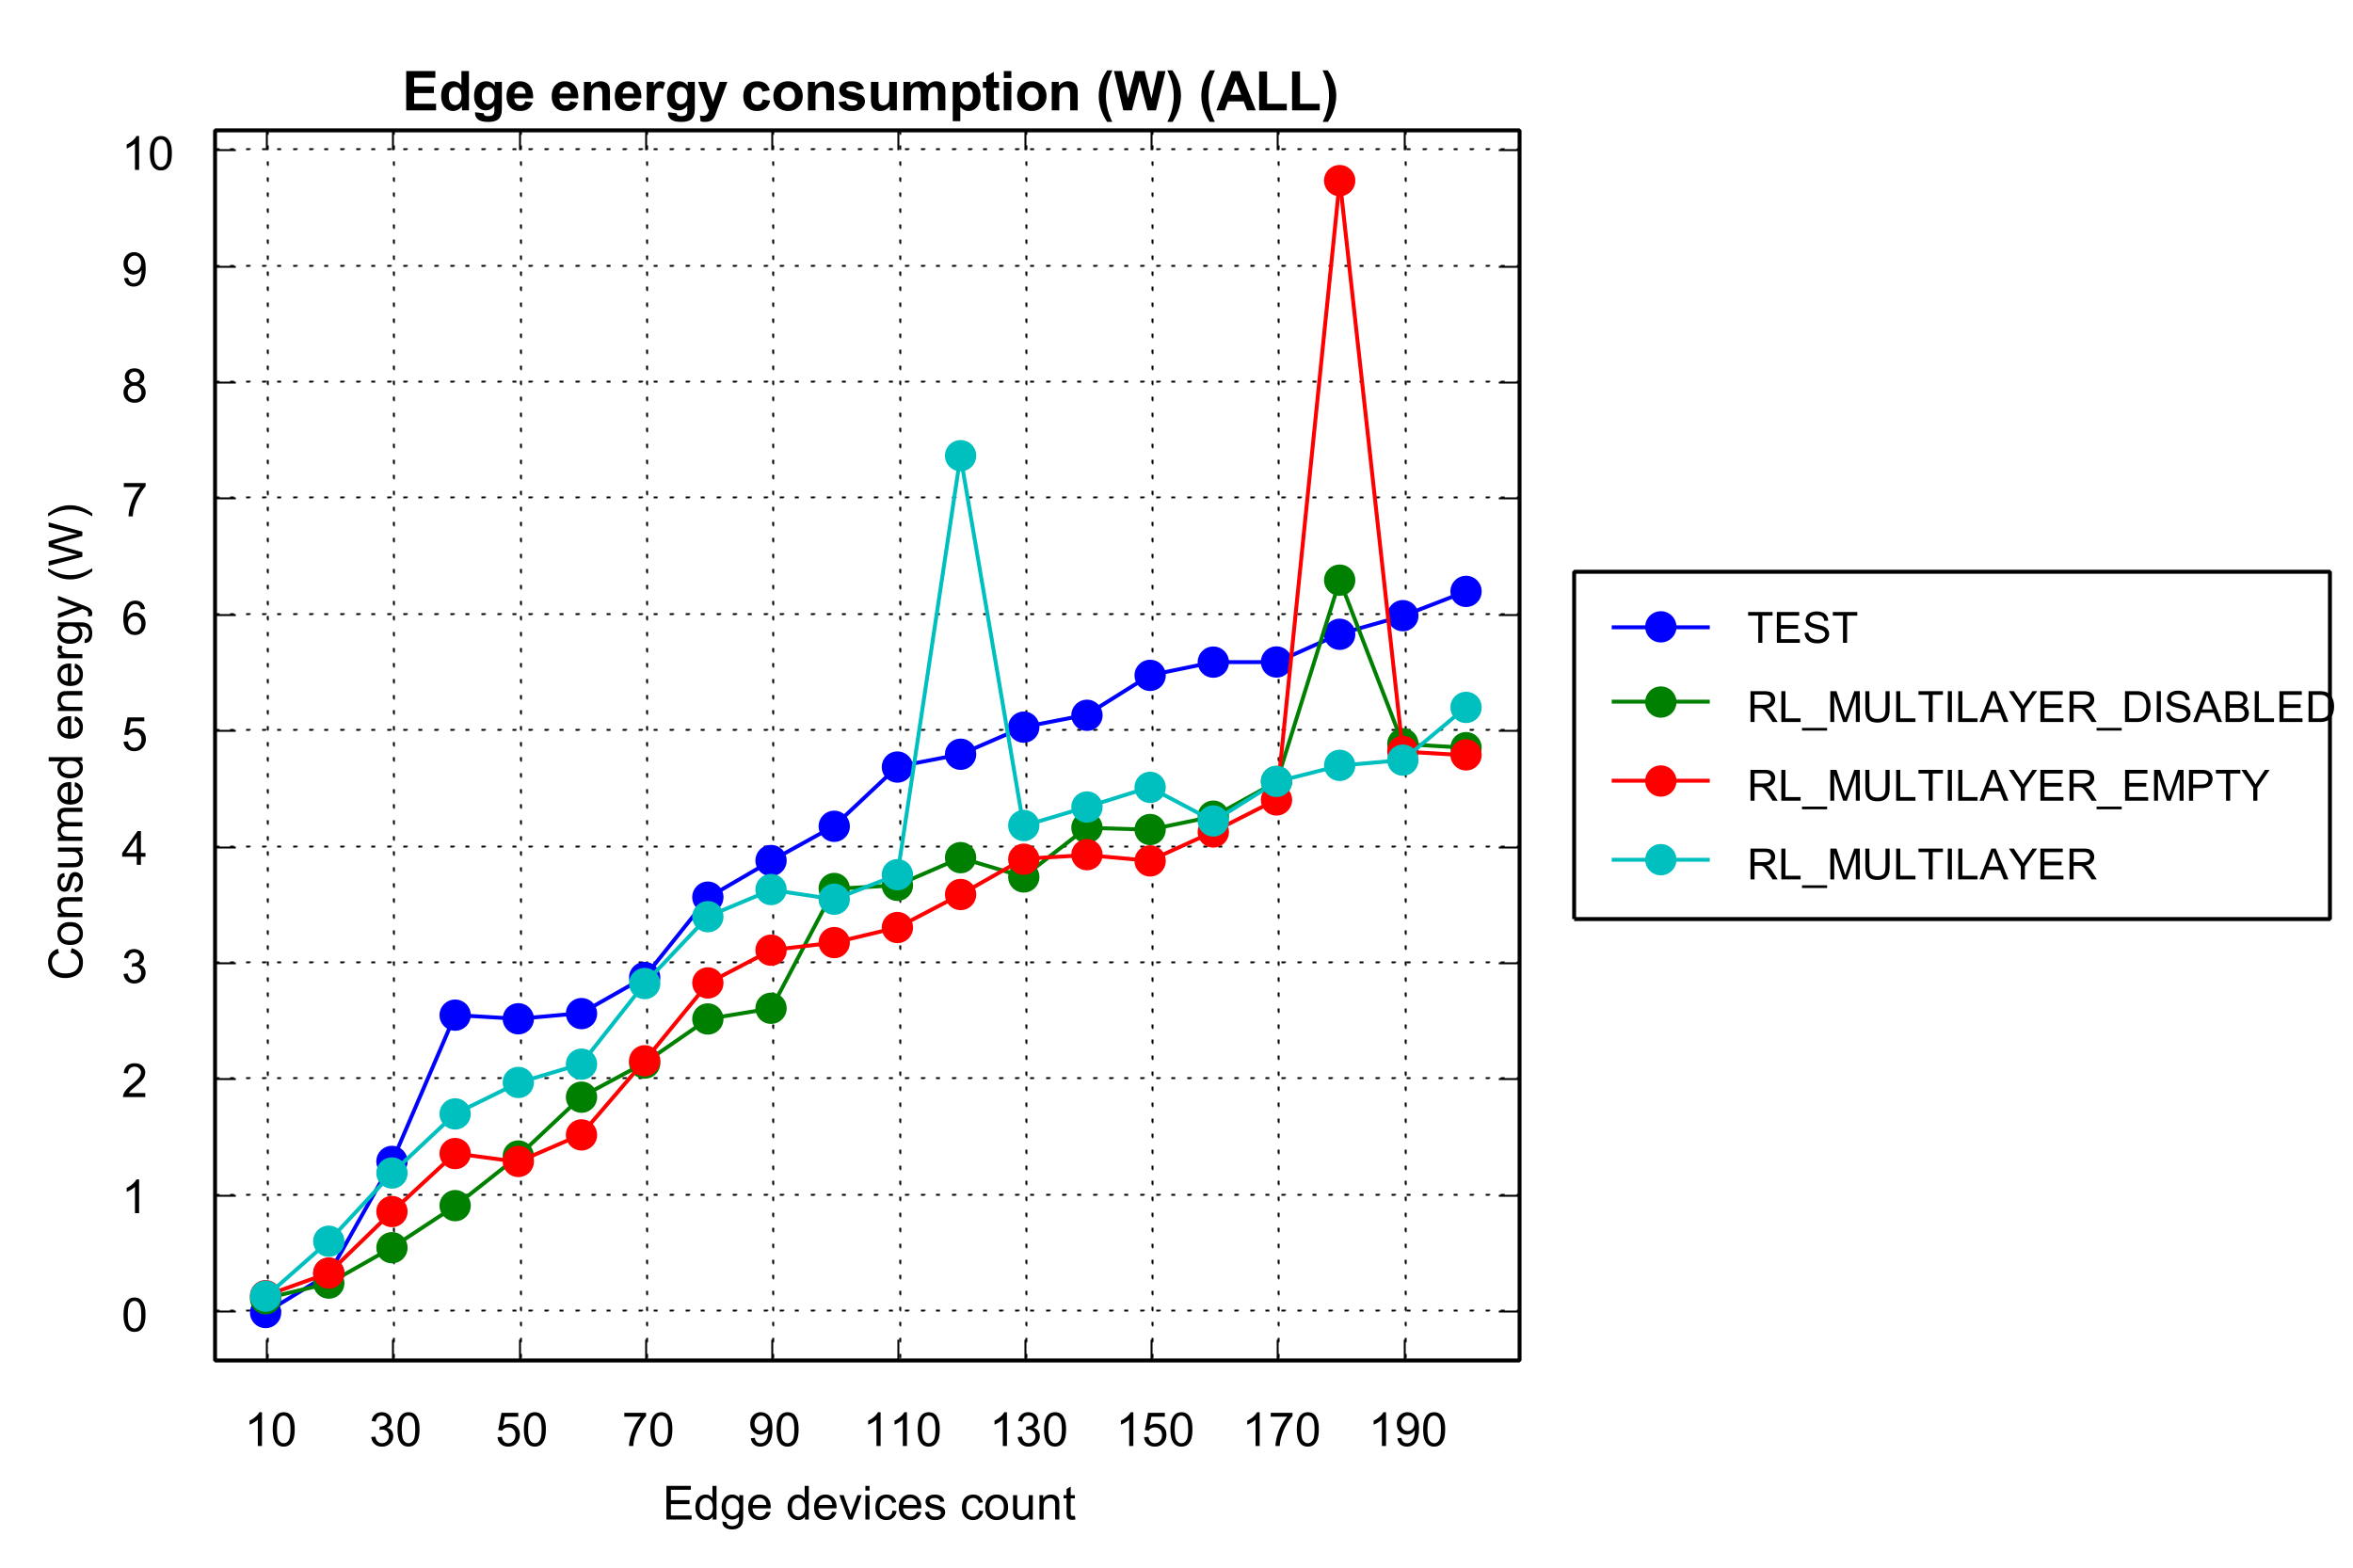 Edge energy consumption (W) (ALL)
Consumed energy (W)
10
9
8
7
6
5
4
3
2
1
0
10 30 50 70 90 110 130 150 170 190
Edge devices count
TEST
RL_MULTILAYER_DISABLED
RL_MULTILAYER_EMPTY
RL_MULTILAYER